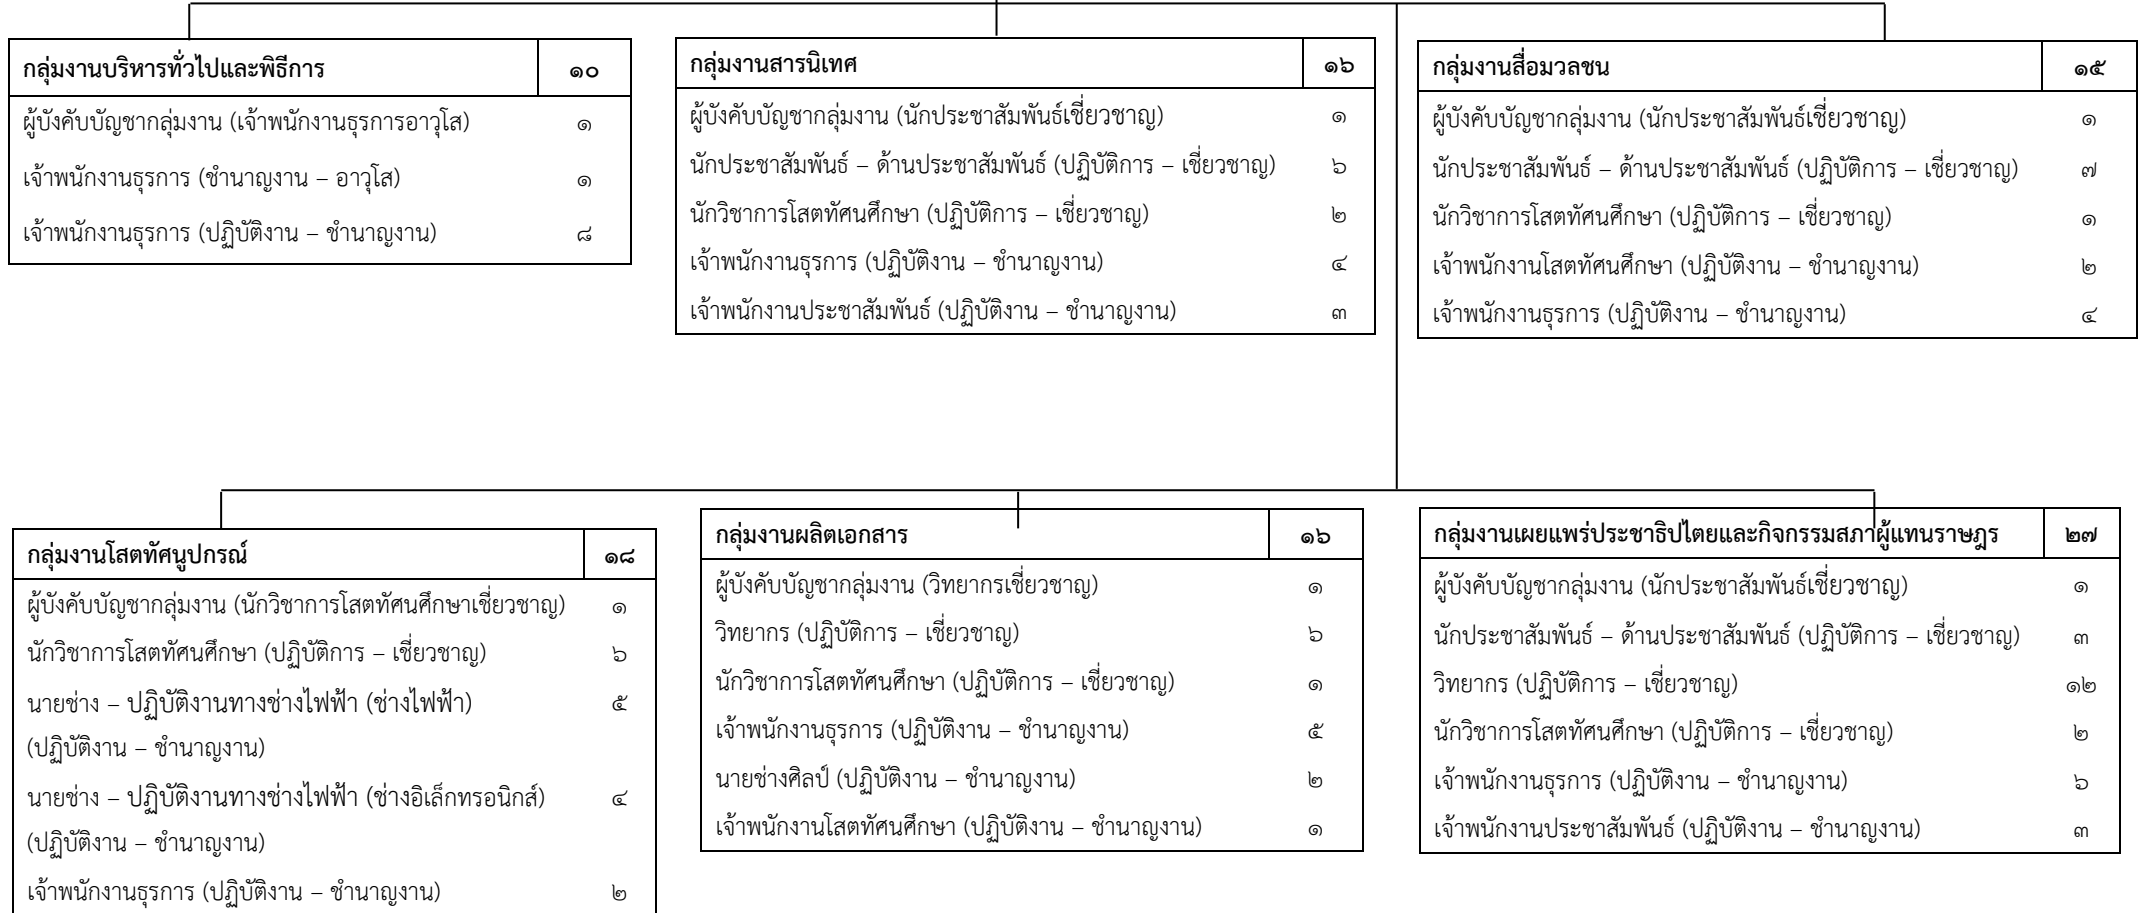 กลุ่มงานบริหารทั่วไปและพิธีการ ๑๐
ผู้บังคับบัญชากลุ่มงาน (เจ้าพนักงานธุรการอาวุโส) ๑
เจ้าพนักงานธุรการ (ชำนาญงาน – อาวุโส) ๑
เจ้าพนักงานธุรการ (ปฏิบัติงาน – ชำนาญงาน) ๘
กลุ่มงานสารนิเทศ ๑๖
ผู้บังคับบัญชากลุ่มงาน (นักประชาสัมพันธ์เชี่ยวชาญ) ๑
นักประชาสัมพันธ์ – ด้านประชาสัมพันธ์ (ปฏิบัติการ – เชี่ยวชาญ) ๖
นักวิชาการโสตทัศนศึกษา (ปฏิบัติการ – เชี่ยวชาญ) ๒
เจ้าพนักงานธุรการ (ปฏิบัติงาน – ชำนาญงาน) ๔
เจ้าพนักงานประชาสัมพันธ์ (ปฏิบัติงาน – ชำนาญงาน) ๓
กลุ่มงานสื่อมวลชน ๑๕
ผู้บังคับบัญชากลุ่มงาน (นักประชาสัมพันธ์เชี่ยวชาญ) ๑
นักประชาสัมพันธ์ – ด้านประชาสัมพันธ์ (ปฏิบัติการ – เชี่ยวชาญ) ๗
นักวิชาการโสตทัศนศึกษา (ปฏิบัติการ – เชี่ยวชาญ) ๑
เจ้าพนักงานโสตทัศนศึกษา (ปฏิบัติงาน – ชำนาญงาน) ๒
เจ้าพนักงานธุรการ (ปฏิบัติงาน – ชำนาญงาน) ๔
กลุ่มงานโสตทัศนูปกรณ์ ๑๘
ผู้บังคับบัญชากลุ่มงาน (นักวิชาการโสตทัศนศึกษาเชี่ยวชาญ) ๑
นักวิชาการโสตทัศนศึกษา (ปฏิบัติการ – เชี่ยวชาญ) ๖
นายช่าง – ปฏิบัติงานทางช่างไฟฟ้า (ช่างไฟฟ้า) ๕
(ปฏิบัติงาน – ชำนาญงาน)
นายช่าง – ปฏิบัติงานทางช่างไฟฟ้า (ช่างอิเล็กทรอนิกส์) ๔
(ปฏิบัติงาน – ชำนาญงาน)
เจ้าพนักงานธุรการ (ปฏิบัติงาน – ชำนาญงาน) ๒
กลุ่มงานผลิตเอกสาร ๑๖
ผู้บังคับบัญชากลุ่มงาน (วิทยากรเชี่ยวชาญ) ๑
วิทยากร (ปฏิบัติการ – เชี่ยวชาญ) ๖
นักวิชาการโสตทัศนศึกษา (ปฏิบัติการ – เชี่ยวชาญ) ๑
เจ้าพนักงานธุรการ (ปฏิบัติงาน – ชำนาญงาน) ๕
นายช่างศิลป์ (ปฏิบัติงาน – ชำนาญงาน) ๒
เจ้าพนักงานโสตทัศนศึกษา (ปฏิบัติงาน – ชำนาญงาน) ๑
กลุ่มงานเผยแพร่ประชาธิปไตยและกิจกรรมสภาผู้แทนราษฎร ๒๗
ผู้บังคับบัญชากลุ่มงาน (นักประชาสัมพันธ์เชี่ยวชาญ) ๑
นักประชาสัมพันธ์ – ด้านประชาสัมพันธ์ (ปฏิบัติการ – เชี่ยวชาญ) ๓
วิทยากร (ปฏิบัติการ – เชี่ยวชาญ) ๑๒
นักวิชาการโสตทัศนศึกษา (ปฏิบัติการ – เชี่ยวชาญ) ๒
เจ้าพนักงานธุรการ (ปฏิบัติงาน – ชำนาญงาน) ๖
เจ้าพนักงานประชาสัมพันธ์ (ปฏิบัติงาน – ชำนาญงาน) ๓